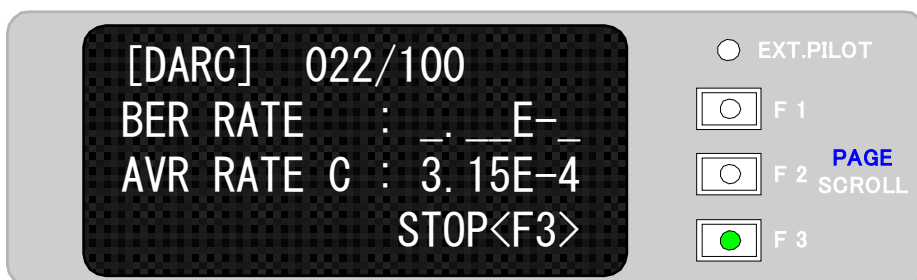 [DARC] 022/100
BER RATE : _.__E-_
AVR RATE C : 3.15E-4
STOP<F3>
EXT.PILOT
F 1
F 2
PAGE
SCROLL
F 3